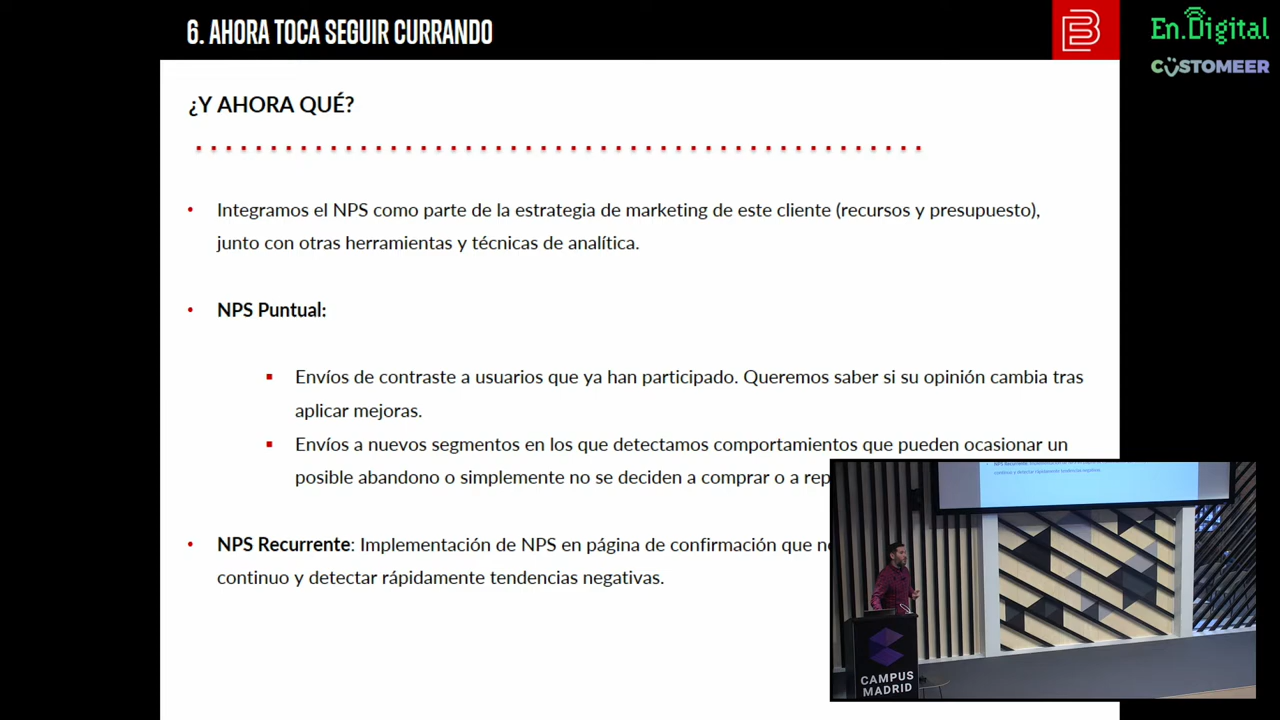 6. AHORA TOCA SEGUIR CURRANDO
En.Digital
CUSTOMEER
¿Y AHORA QUÉ?
• Integramos el NPS como parte de la estrategia de marketing de este cliente (recursos y presupuesto),
junto con otras herramientas y técnicas de analítica.
• NPS Puntual:
▪ Envíos de contraste a usuarios que ya han participado. Queremos saber si su opinión cambia tras
aplicar mejoras.
▪ Envíos a nuevos segmentos en los que detectamos comportamientos que pueden ocasionar un
posible abandono o simplemente no se deciden a comprar o a
• NPS Recurrente: Implementación de NPS en página de confirmación que
continuo y detectar rápidamente tendencias negativas.
CAMPUS
MADRID